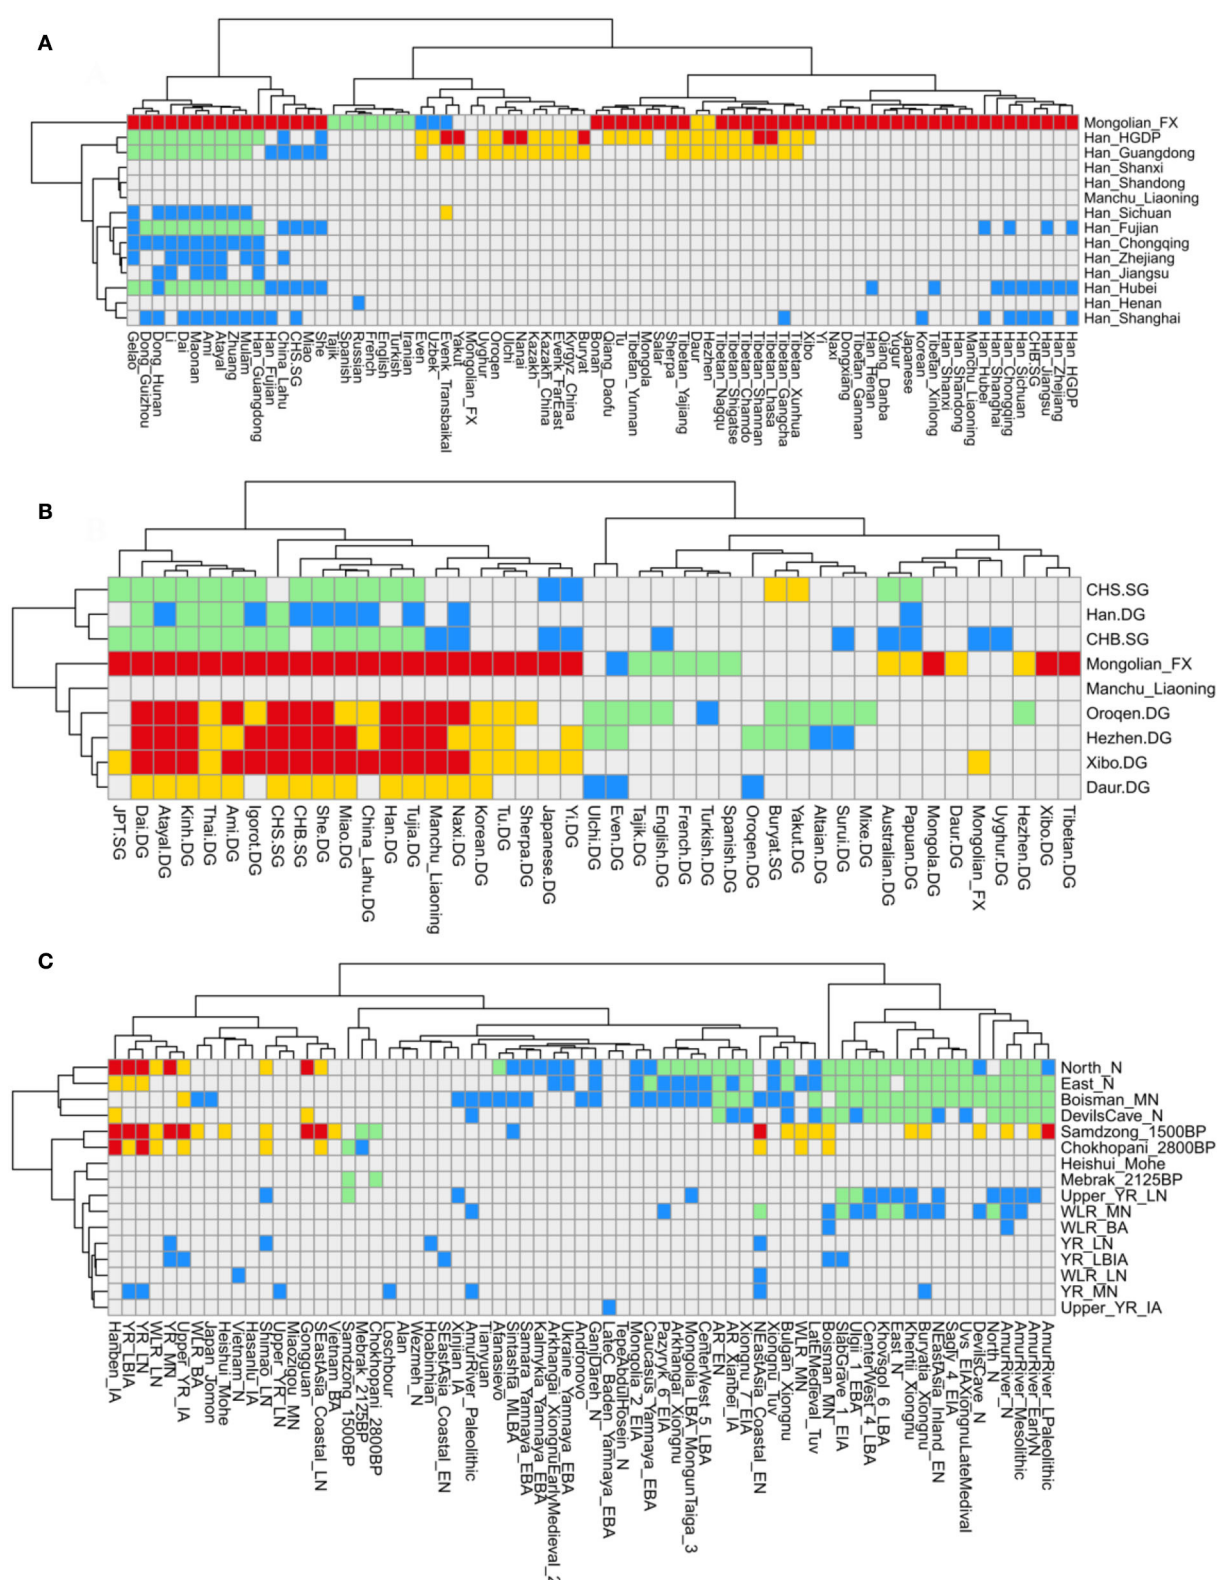 A
Mongolian_FX
Han_HGDP
Han_Guangdong
Han_Shanxi
Han_Shandong
Manchu_Liaoning
Han_Sichuan
Han_Fujian
Han_Chongqing
Han_Zhejiang
Han_Jiangsu
Han_Hubei
Han_Henan
Han_Shanghai
Gelao
Dong_Guizhou
Dong_Hunan
Li
Dai
Maonan
Ami
Atayal
Zhuang
Mulam
Han_Guangdong
Han_Fujian
China_Lahu
CHS.SG
Miao
She
Tajik
Spanish
Russian
French
English
Turkish
Iranian
Even
Uzbek
Evenk_Transbaikal
Yakut
Mongolian_FX
Uyghur
Oroqen
Ulchi
Nanai
Kazakh
Kazakh_China
Evenk_FarEast
Kyrgyz_China
Buryat
Bonan
Qiang_Daofu
Tu
Tibetan_Yunnan
Mongola
Salar
Sherpa
Tibetan_Yajiang
Daur
Hezhen
Tibetan_Nagqu
Tibetan_Shigatse
Tibetan_Chamdo
Tibetan_Shannan
Tibetan_Lhasa
Tibetan_Gangcha
Tibetan_Xunhua
Xibo
Yi
Naxi
Dongxiang
Tibetan_Gannan
Han_Henan
Qiang_Danba
Yugur
Japanese
Korean
Tibetan_Xinlong
Han_Shanxi
Han_Shandong
Manchu_Liaoning
Han_Hubei
Han_Shanghai
Han_Chongqing
Han_Sichuan
CHB.SG
Han_Jiangsu
Han_Zhejiang
Han_HGDP
B
CHS.SG
Han.DG
CHB.SG
Mongolian_FX
Manchu_Liaoning
Oroqen.DG
Hezhen.DG
Xibo.DG
Daur.DG
JPT.SG
Dai.DG
Atayal.DG
Kinh.DG
Thai.DG
Ami.DG
Igorot.DG
CHS.SG
CHB.SG
She.DG
Miao.DG
China_Lahu.DG
Han.DG
Tujia.DG
Manchu_Liaoning
Naxi.DG
Korean.DG
Tu.DG
Sherpa.DG
Japanese.DG
Yi.DG
Ulchi.DG
Even.DG
Tajik.DG
English.DG
French.DG
Turkish.DG
Spanish.DG
Oroqen.DG
Buryat.SG
Yakut.DG
Altaian.DG
Surui.DG
Mixe.DG
Australian.DG
Papuan.DG
Mongola.DG
Daur.DG
Mongolian_FX
Uyghur.DG
Hezhen.DG
Xibo.DG
Tibetan.DG
C
North_N
East_N
Boisman_MN
DevilsCave_N
Samdzong_1500BP
Chokhopani_2800BP
Heishui_Mohe
Mebrak_2125BP
Upper_YR_LN
WLR_MN
WLR_BA
YR_LN
YR_LBIA
WLR_LN
YR_MN
Upper_YR_IA
Hanben_IA
YR_LBIA
YR_LN
WLR_LN
YR_MN
Upper_YR_IA
WLR_BA
Japan_Jomon
Heishui_Mohe
Vietnam_N
Hasanlu_IA
Shimao_LN
Upper_YR_LN
Miaozigou_MN
Gongguan
SEastAsia_Coastal_LN
Vietnam_BA
Samdzong_1500BP
Mebrak_2125BP
Chokhopani_2800BP
Loschbour
Alan
Wezmeh_N
Hoabinhian
SEastAsia_Coastal_EN
Xinjian_IA
AmurRiver_Paleolithic
Tianyuan
Afanasievo
Sintashta_MLBA
Samara_Yamnaya_EBA
Kalmykia_Yamnaya_EBA
Arkhangai_XiongnuEarlyMedieval_2
Ukraine_Yamnaya_EBA
Andronovo
GanjDareh_N
LateC_Baden_Yamnaya_EBA
TepeAbdulHosein_N
Mongolia_2_EIA
Caucasus_Yamnaya_EBA
Pazyryk_6_EIA
Arkhangai_Xiongnu
Mongolia_LBA_MongunTaiga_3
CenterWest_5_LBA
AR_EN
AR_Xianbei_IA
Xiongnu_7_EIA
NEastAsia_Coastal_EN
Xiongnu_Tuv
Bulgan_Xiongnu
WLR_MN
LateMedieval_Tuv
Boisman_MN
SlabGrave_1_EIA
Ulgii_1_EBA
CenterWest_4_LBA
Khovsgol_6_LBA
East_N
Khentii_Xiongnu
Buryatia_Xiongnu
NEastAsia_Inland_EN
Sagly_4_EIA
Dvs_EIAXiongnuLateMedival
DevilsCave_N
North_N
AmurRiver_N
AmurRiver_Mesolithic
AmurRiver_EarlyN
AmurRiver_LPaleolithic